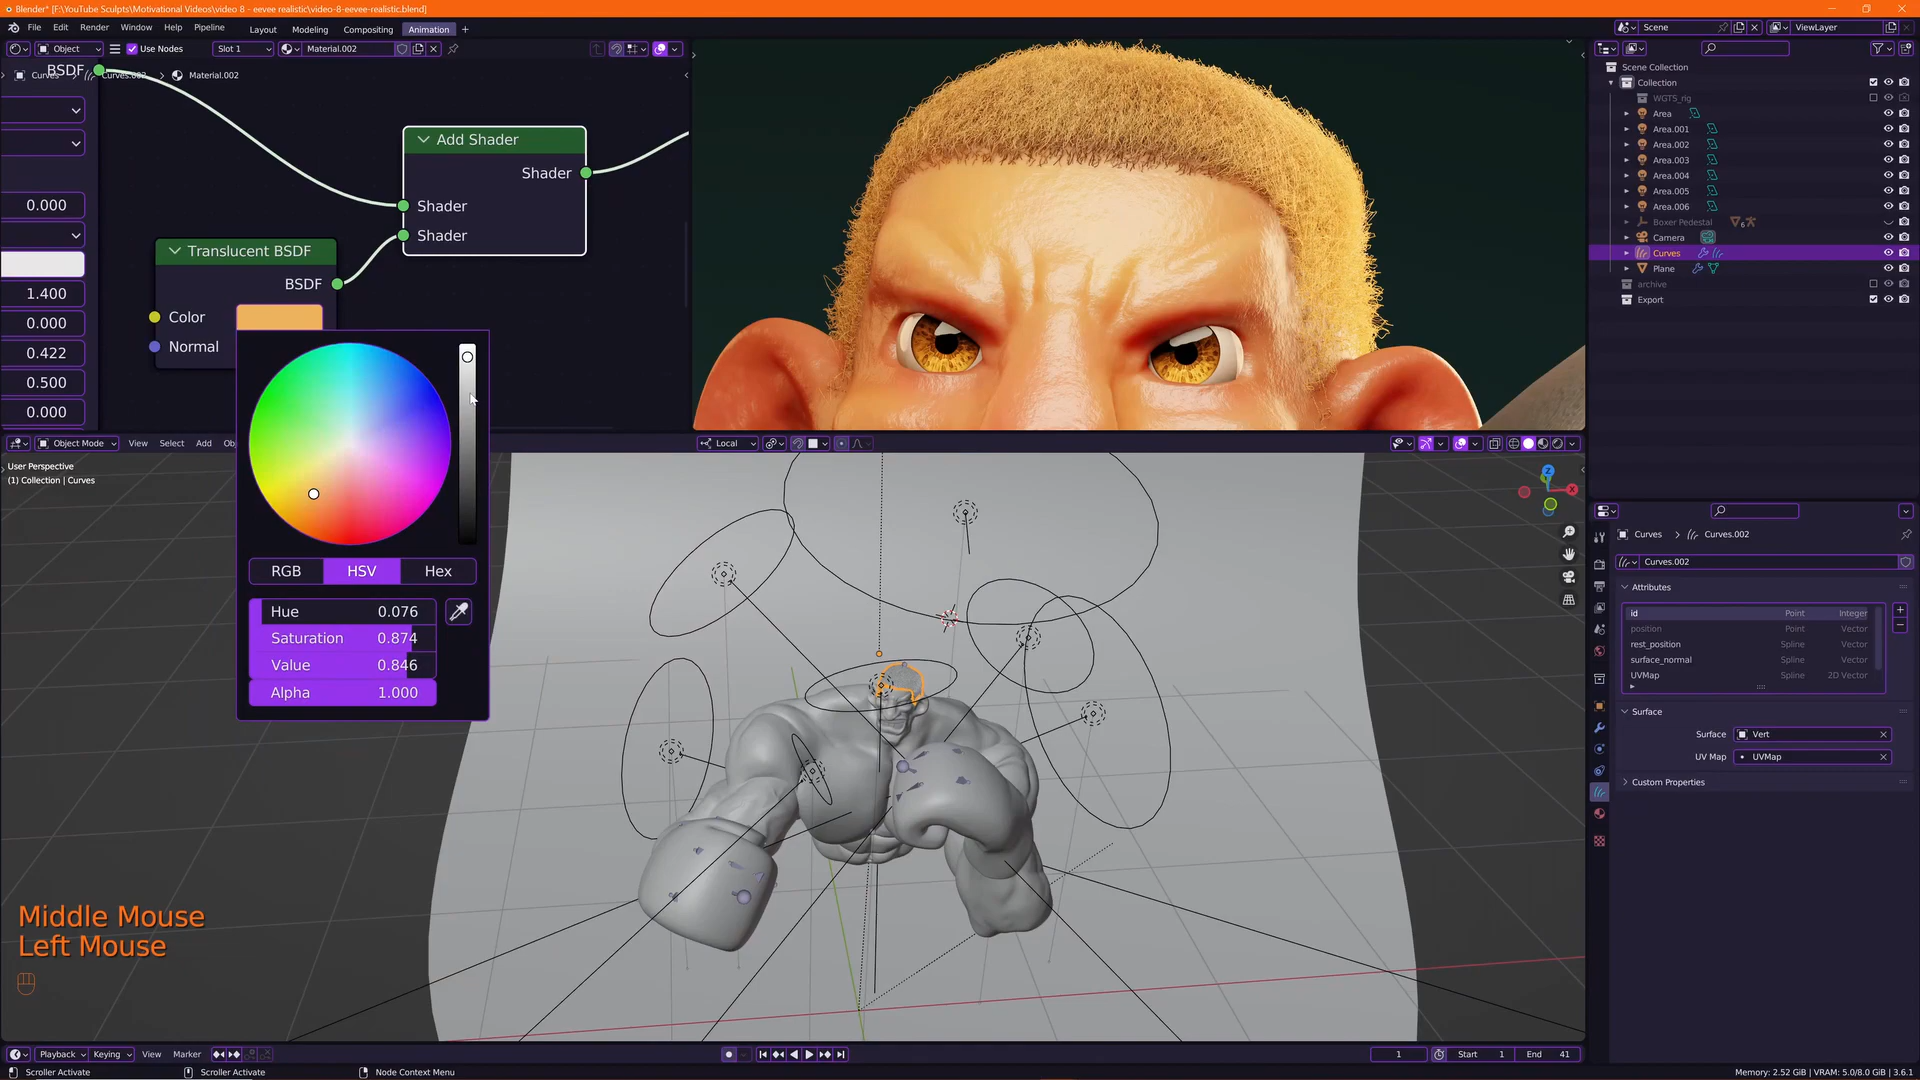 Blender* [F:\YouTube Sculpts\Motivational Videos\video 8 - eevee realistic\video-8-eevee-realistic.blend]
File Edit Render Window Help Pipeline Layout Modeling Compositing Animation +
Scene ViewLayer
Object Use Nodes Slot 1 Material.002
BSDF
Curves Curves.002 Material.002
Scene Collection
Collection
WGTS_rig
Area
Area.001
Area.002
Area.003
Area.004
Area.005
Area.006
Boxer Pedestal 6
Camera
Curves
Plane
archive
Export
Add Shader
Shader
Shader
Shader
Translucent BSDF
BSDF
Color
Normal
0.000
1.400
0.000
0.422
0.500
0.000
RGB HSV Hex
Hue 0.076
Saturation 0.874
Value 0.846
Alpha 1.000
Object Mode View Select Add Ob Local
User Perspective
(1) Collection | Curves
Z
X
Middle Mouse
Left Mouse
Curves > Curves.002
Curves.002
Attributes
id Point Integer
position Point Vector
rest_position Spline Vector
surface_normal Spline Vector
UVMap Spline 2D Vector
Surface
Surface Vert
UV Map UVMap
Custom Properties
Playback Keying View Marker 1 Start 1 End 41
Scroller Activate Scroller Activate Node Context Menu Memory: 2.52 GiB | VRAM: 5.0/8.0 GiB | 3.6.1